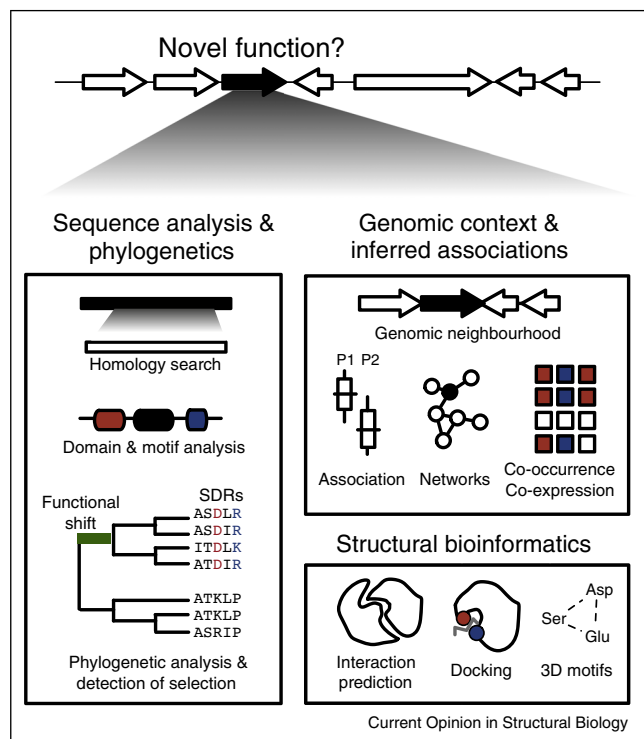 Novel function?
Sequence analysis &
phylogenetics
Homology search
Domain & motif analysis
Functional
shift
SDRs
ASDLR
ASDIR
ITDLK
ATDIR
ATKLP
ATKLP
ASRIP
Phylogenetic analysis &
detection of selection
Genomic context &
inferred associations
Genomic neighbourhood
P1 P2
Association
Networks
Co-occurrence
Co-expression
Structural bioinformatics
Interaction
prediction
Docking
Asp
Ser
Glu
3D motifs
Current Opinion in Structural Biology